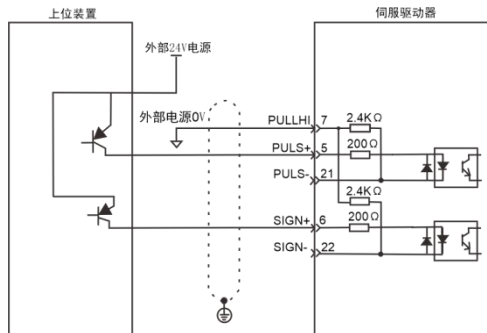 上位装置
伺服驱动器
外部24V电源
外部电源0V
PULLHI 7 2.4KΩ
PULS+ 5 200Ω
PULS- 21
2.4KΩ
SIGN+ 6 200Ω
SIGN- 22